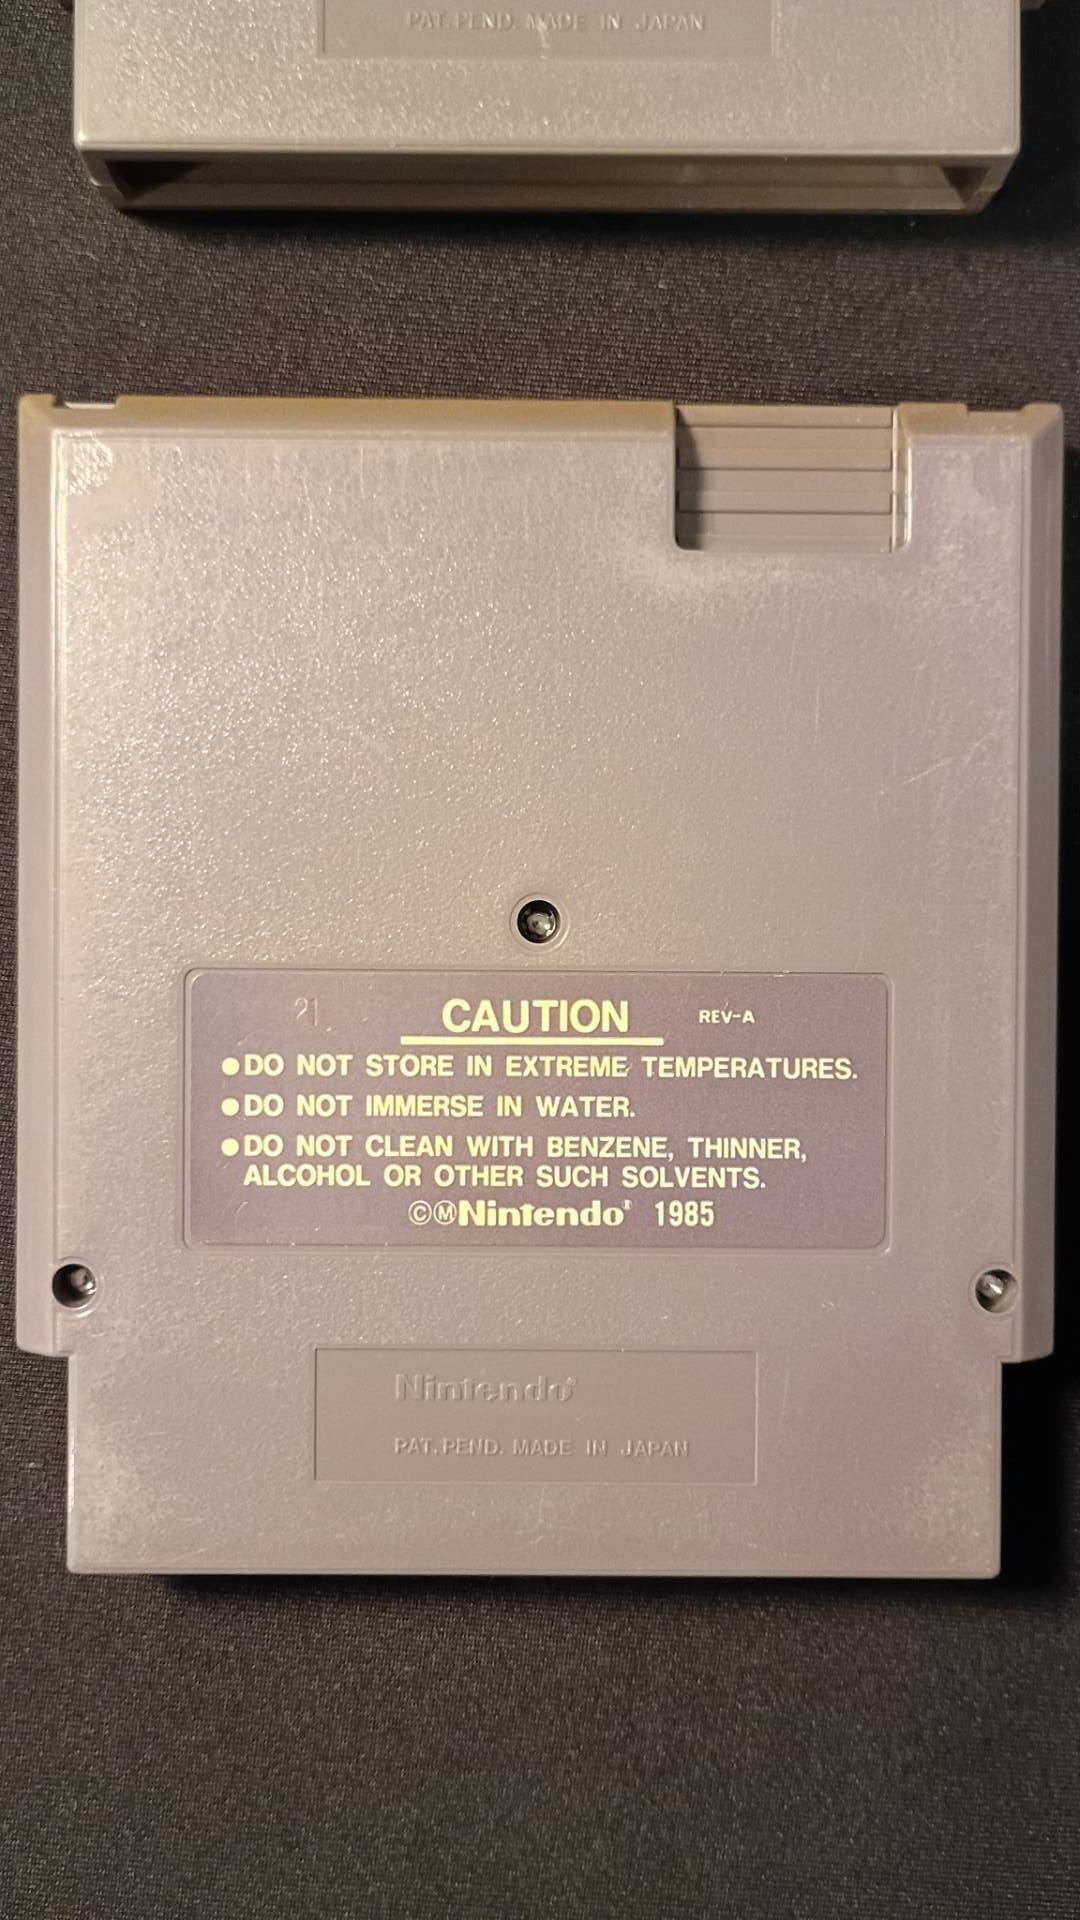 PAT. PEND. MADE IN JAPAN
21
CAUTION REV-A
●DO NOT STORE IN EXTREME TEMPERATURES.
●DO NOT IMMERSE IN WATER.
●DO NOT CLEAN WITH BENZENE, THINNER,
ALCOHOL OR OTHER SUCH SOLVENTS.
©ⓂNintendo® 1985
Nintendo®
PAT. PEND. MADE IN JAPAN